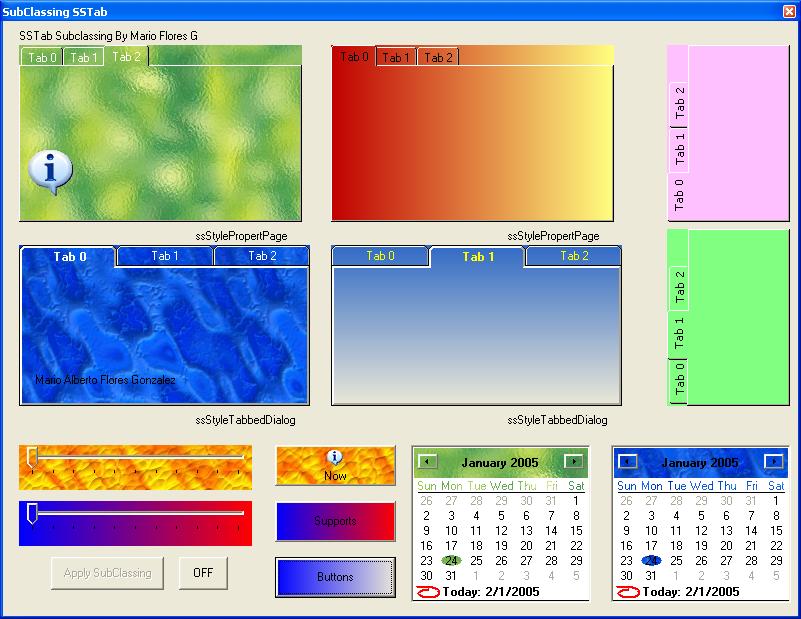 SubClassing SSTab
SSTab Subclassing By Mario Flores G
Tab 0 Tab 1 Tab 2
Tab 0 Tab 1 Tab 2
Tab 2
Tab 1
Tab 0
i
ssStylePropertPage
ssStylePropertPage
Tab 0 Tab 1 Tab 2
Tab 0 Tab 1 Tab 2
Tab 2
Tab 1
Tab 0
Mario Alberto Flores Gonzalez
ssStyleTabbedDialog
ssStyleTabbedDialog
i
Now
Supports
Buttons
Apply SubClassing
OFF
January 2005
Sun Mon Tue Wed Thu Fri Sat
26 27 28 29 30 31 1
2 3 4 5 6 7 8
9 10 11 12 13 14 15
16 17 18 19 20 21 22
23 24 25 26 27 28 29
30 31 1 2 3 4 5
Today: 2/1/2005
January 2005
Sun Mon Tue Wed Thu Fri Sat
26 27 28 29 30 31 1
2 3 4 5 6 7 8
9 10 11 12 13 14 15
16 17 18 19 20 21 22
23 24 25 26 27 28 29
30 31 1 2 3 4 5
Today: 2/1/2005